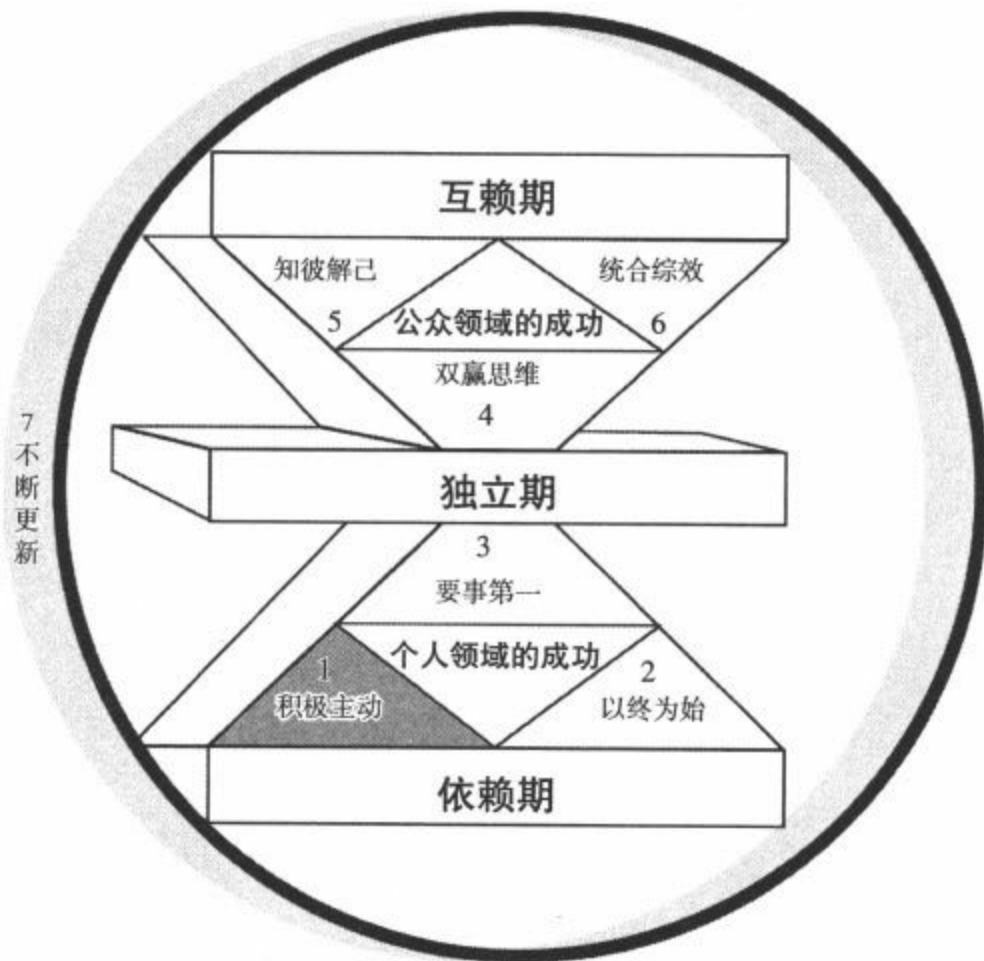 互赖期
知彼解己
统合综效
5
公众领域的成功
6
双赢思维
4
7
不
断
更
新
独立期
3
要事第一
个人领域的成功
1
积极主动
2
以终为始
依赖期